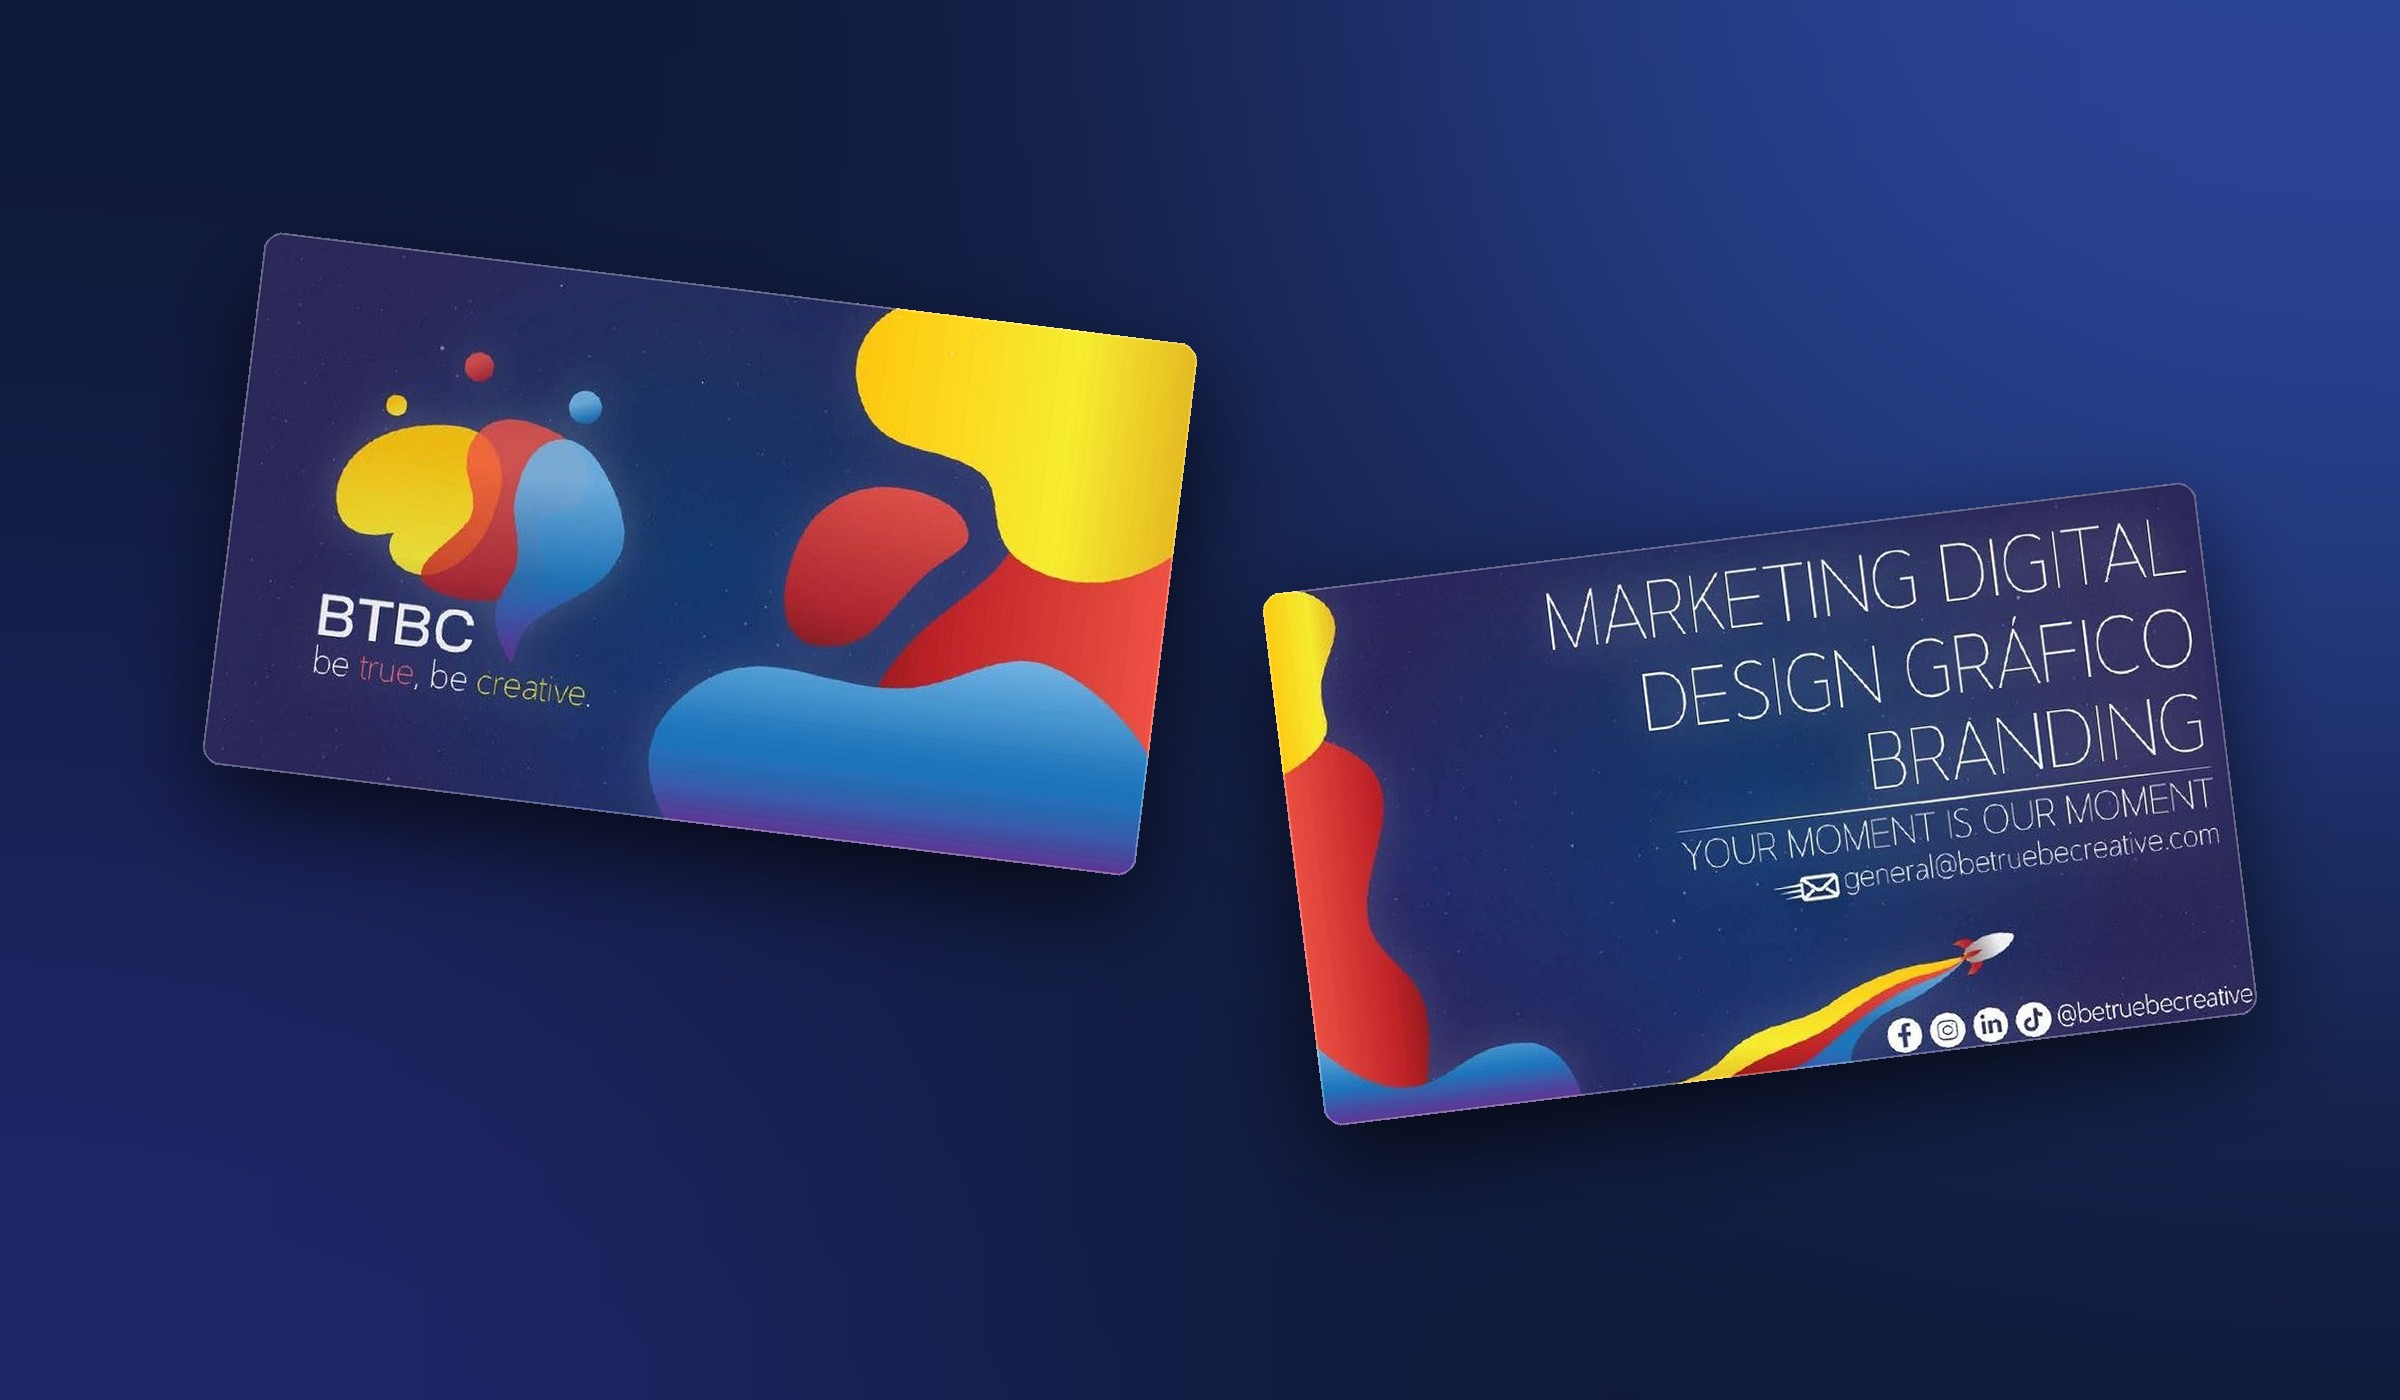 BTBC
be true, be creative.
MARKETING DIGITAL
DESIGN GRÁFICO
BRANDING
YOUR MOMENT IS OUR MOMENT
general@betruebecreative.com
@betruebecreative